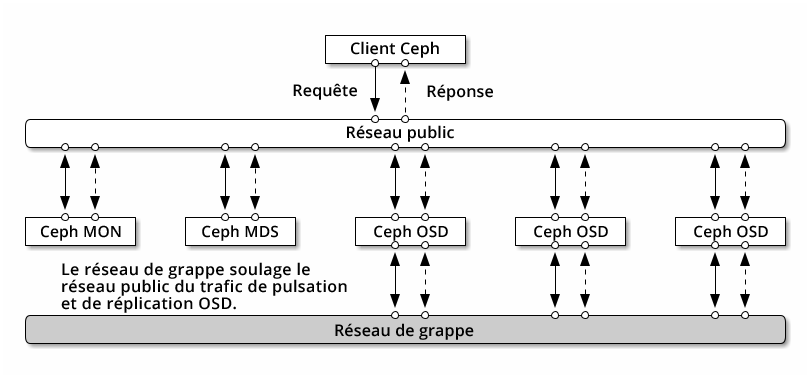 Client Ceph
Requête
Réponse
Réseau public
Ceph MON
Ceph MDS
Ceph OSD
Ceph OSD
Ceph OSD
Le réseau de grappe soulage le
réseau public du trafic de pulsation
et de réplication OSD.
Réseau de grappe